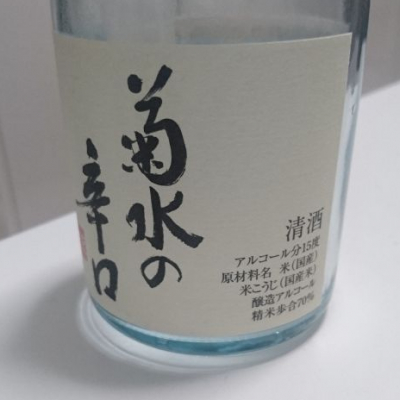 菊水の
辛口
清酒
アルコール分15度
原材料名 米(国産)
米こうじ(国産米)
醸造アルコール
精米歩合70%